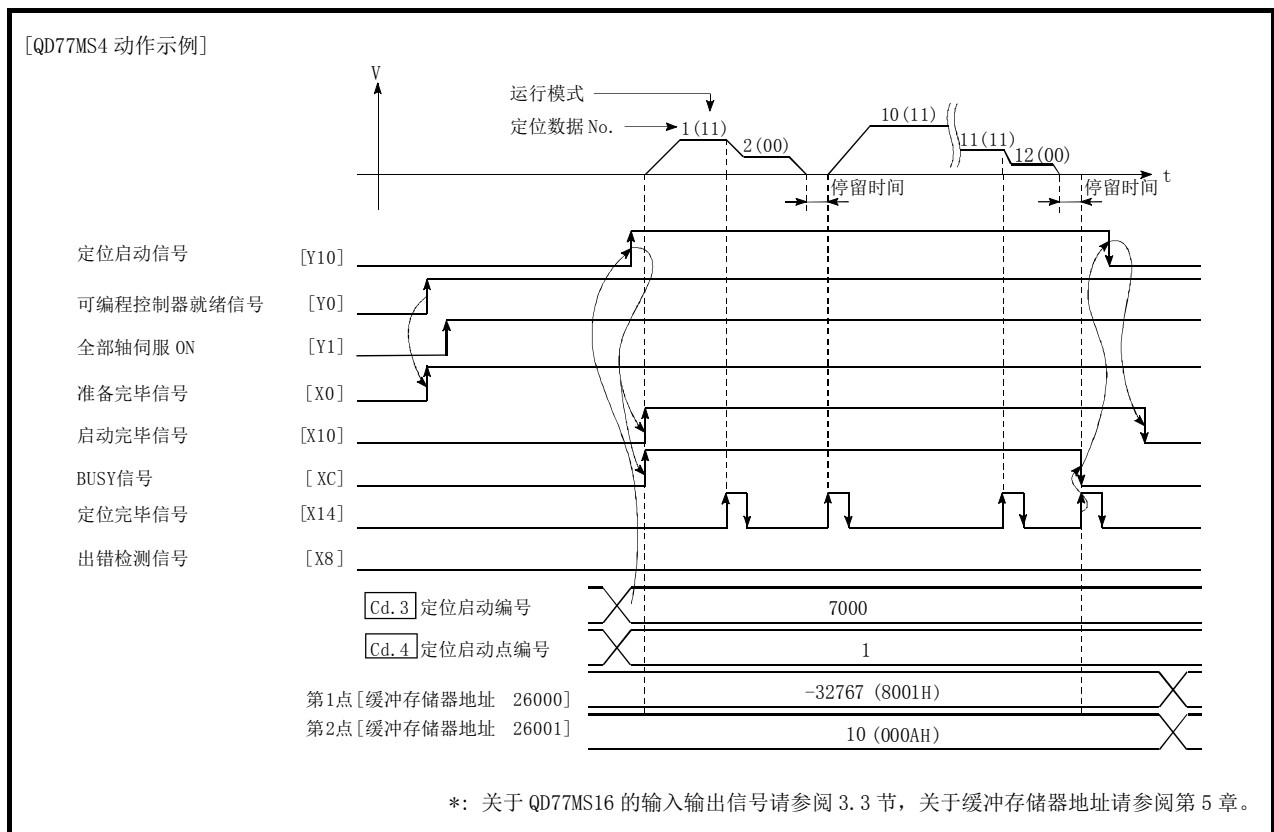 [QD77MS4 动作示例]
V
运行模式
定位数据 No.
1(11)
2(00)
10(11)
11(11)
12(00)
t
停留时间
停留时间
定位启动信号 [Y10]
可编程控制器就绪信号 [Y0]
全部轴伺服 ON [Y1]
准备完毕信号 [X0]
启动完毕信号 [X10]
BUSY信号 [XC]
定位完毕信号 [X14]
出错检测信号 [X8]
Cd.3 定位启动编号 7000
Cd.4 定位启动点编号 1
第1点[缓冲存储器地址 26000] -32767 (8001H)
第2点[缓冲存储器地址 26001] 10 (000AH)
*: 关于 QD77MS16 的输入输出信号请参阅 3.3 节，关于缓冲存储器地址请参阅第 5 章。